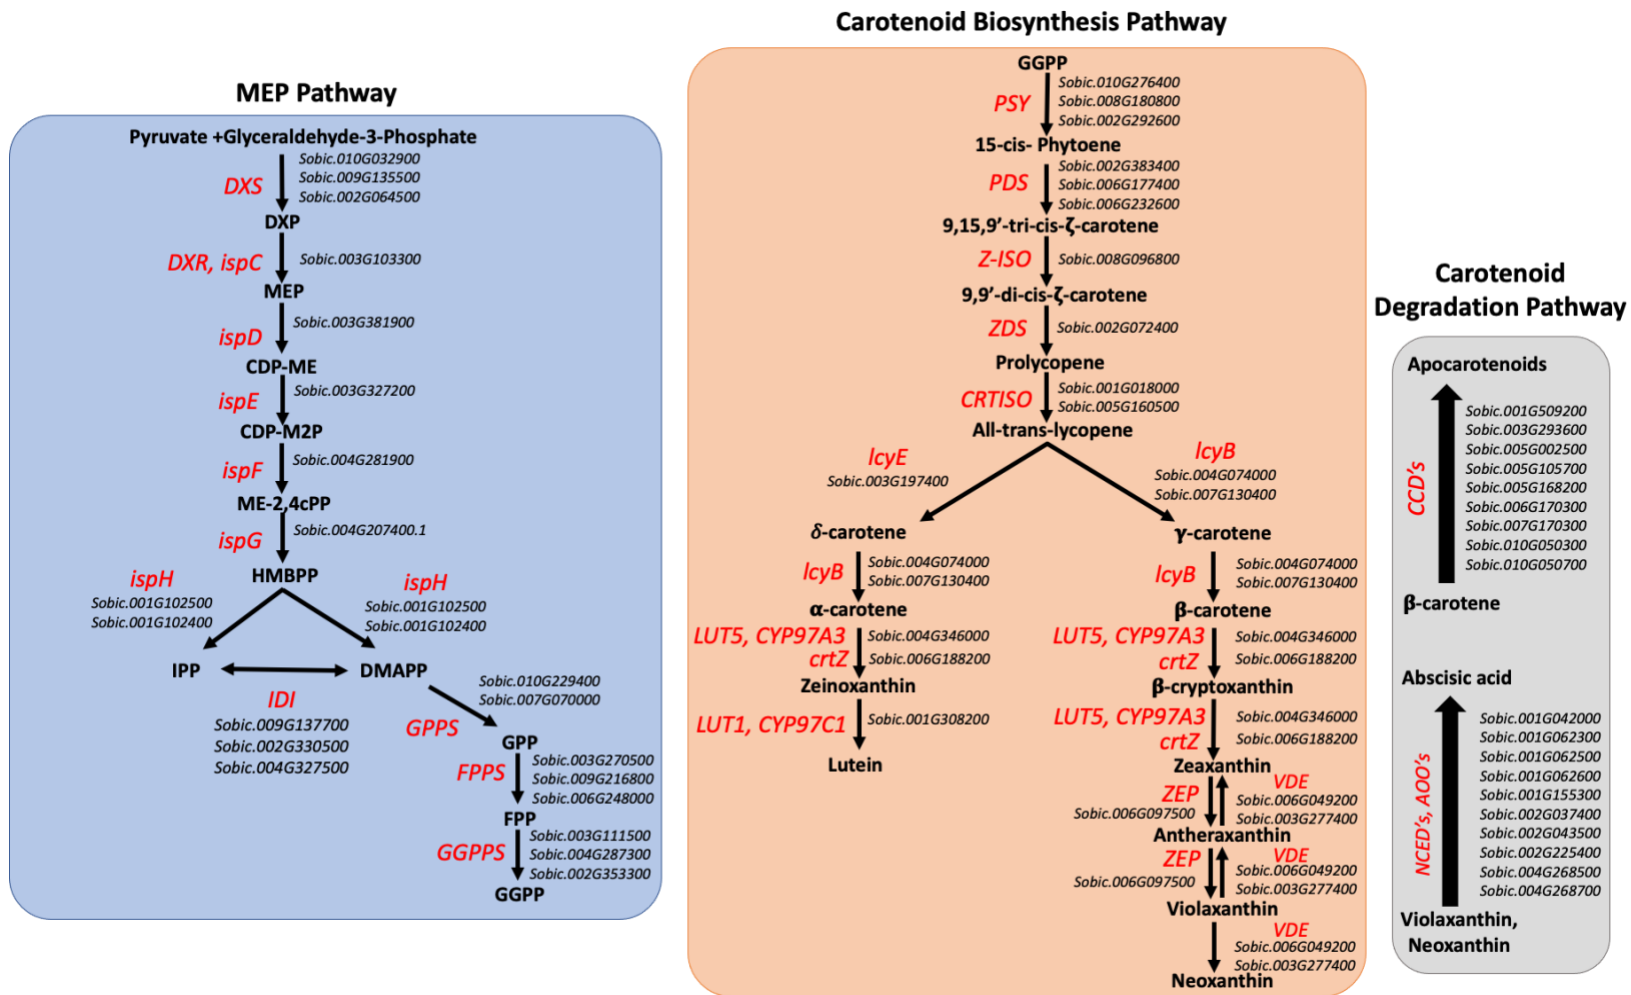 MEP Pathway
Pyruvate +Glyceraldehyde-3-Phosphate
DXS
Sobic.010G032900
Sobic.009G135500
Sobic.002G064500
DXP
DXR, ispC
Sobic.003G103300
MEP
ispD
Sobic.003G381900
CDP-ME
ispE
Sobic.003G327200
CDP-M2P
ispF
Sobic.004G281900
ME-2,4cPP
ispG
Sobic.004G207400.1
HMBPP
ispH
Sobic.001G102500
Sobic.001G102400
ispH
Sobic.001G102500
Sobic.001G102400
IPP
DMAPP
IDI
Sobic.009G137700
Sobic.002G330500
Sobic.004G327500
GPPS
Sobic.010G229400
Sobic.007G070000
GPP
FPPS
Sobic.003G270500
Sobic.009G216800
Sobic.006G248000
FPP
GGPPS
Sobic.003G111500
Sobic.004G287300
Sobic.002G353300
GGPP
Carotenoid Biosynthesis Pathway
GGPP
PSY
Sobic.010G276400
Sobic.008G180800
Sobic.002G292600
15-cis- Phytoene
PDS
Sobic.002G383400
Sobic.006G177400
Sobic.006G232600
9,15,9’-tri-cis-ζ-carotene
Z-ISO
Sobic.008G096800
9,9’-di-cis-ζ-carotene
ZDS
Sobic.002G072400
Prolycopene
CRTISO
Sobic.001G018000
Sobic.005G160500
All-trans-lycopene
lcyE
Sobic.003G197400
lcyB
Sobic.004G074000
Sobic.007G130400
δ-carotene
lcyB
Sobic.004G074000
Sobic.007G130400
α-carotene
LUT5, CYP97A3
crtZ
Sobic.004G346000
Sobic.006G188200
Zeinoxanthin
LUT1, CYP97C1
Sobic.001G308200
Lutein
γ-carotene
lcyB
Sobic.004G074000
Sobic.007G130400
β-carotene
LUT5, CYP97A3
crtZ
Sobic.004G346000
Sobic.006G188200
β-cryptoxanthin
LUT5, CYP97A3
crtZ
Sobic.004G346000
Sobic.006G188200
Zeaxanthin
ZEP
Sobic.006G097500
VDE
Sobic.006G049200
Sobic.003G277400
Antheraxanthin
ZEP
Sobic.006G097500
VDE
Sobic.006G049200
Sobic.003G277400
Violaxanthin
VDE
Sobic.006G049200
Sobic.003G277400
Neoxanthin
Carotenoid
Degradation Pathway
Apocarotenoids
CCD’s
Sobic.001G509200
Sobic.003G293600
Sobic.005G002500
Sobic.005G105700
Sobic.005G168200
Sobic.006G170300
Sobic.007G170300
Sobic.010G050300
Sobic.010G050700
β-carotene
Abscisic acid
NCED’s, AOO’s
Sobic.001G042000
Sobic.001G062300
Sobic.001G062500
Sobic.001G062600
Sobic.001G155300
Sobic.002G037400
Sobic.002G043500
Sobic.002G225400
Sobic.004G268500
Sobic.004G268700
Violaxanthin,
Neoxanthin